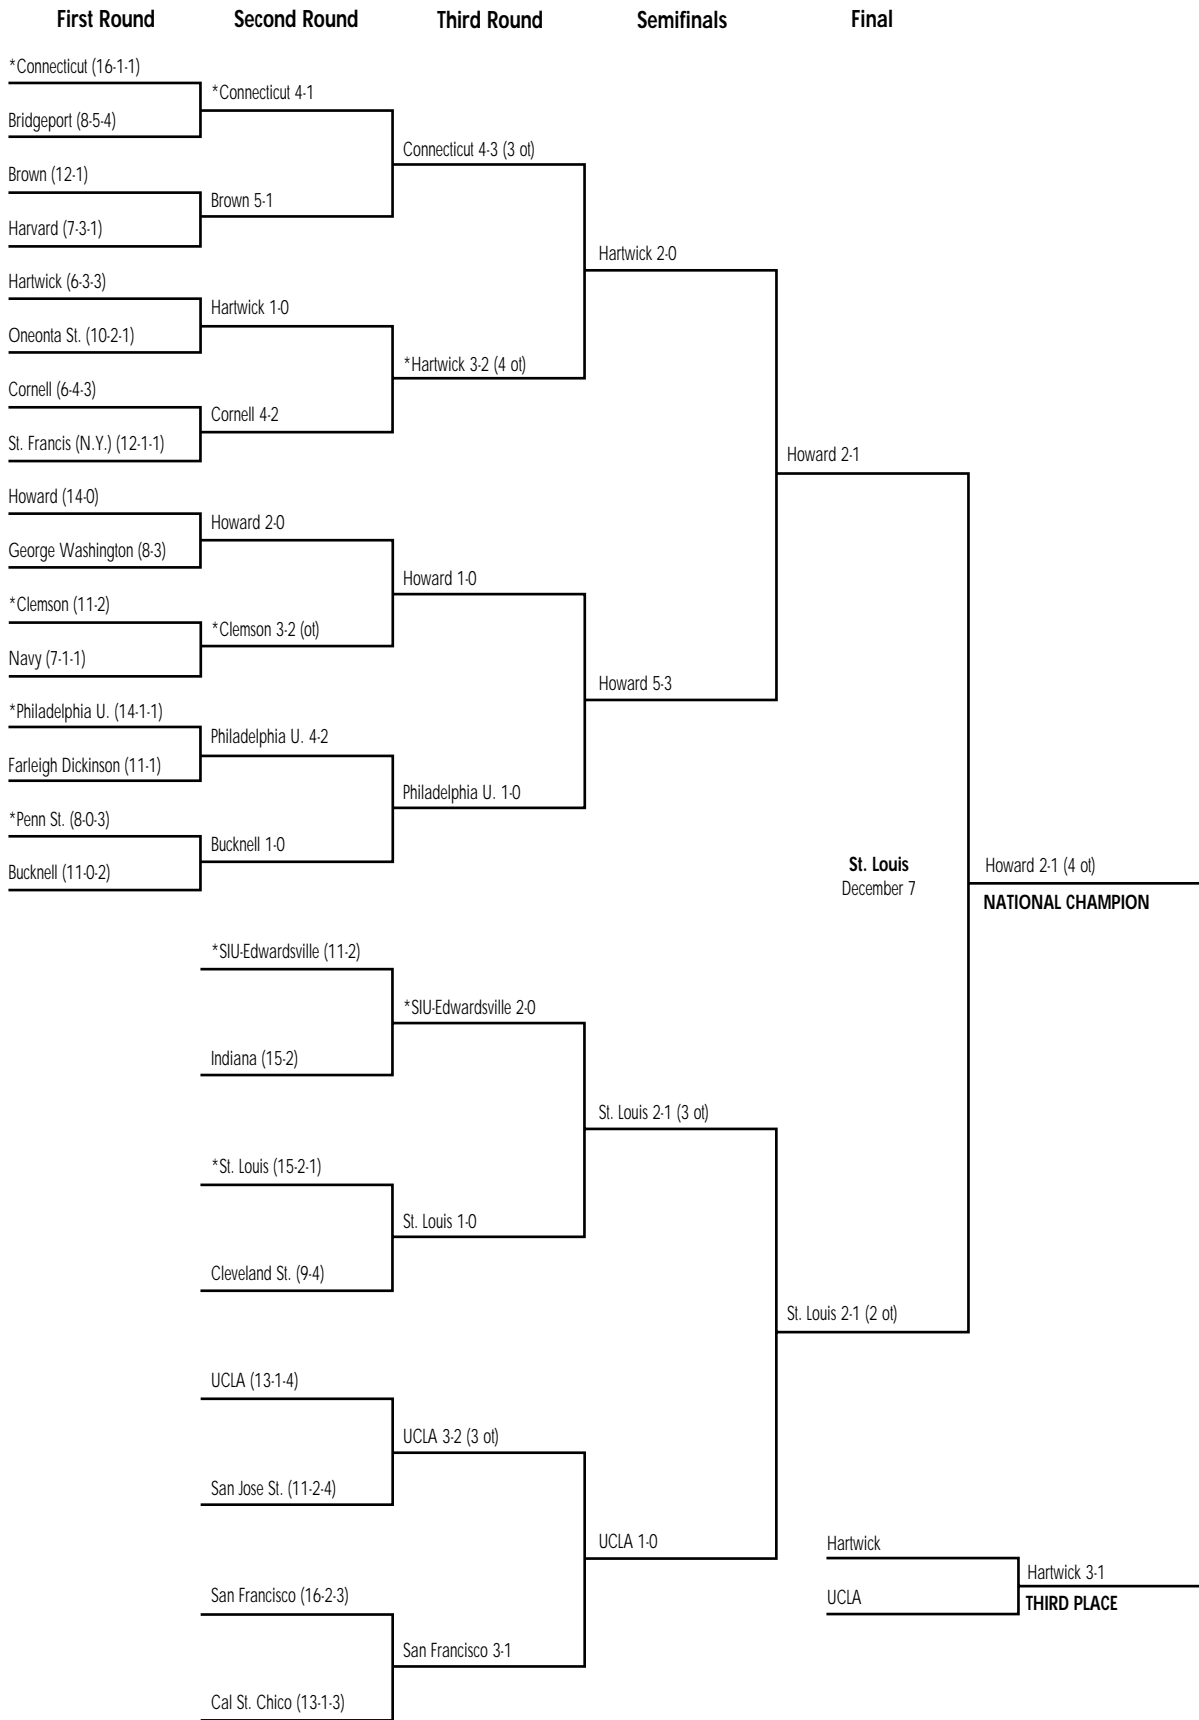 First Round Second Round Third Round Semifinals Final
*Connecticut (16-1-1)
*Connecticut 4-1
Bridgeport (8-5-4)
Connecticut 4-3 (3 ot)
Brown (12-1)
Brown 5-1
Harvard (7-3-1)
Hartwick 2-0
Hartwick (6-3-3)
Hartwick 1-0
Oneonta St. (10-2-1)
*Hartwick 3-2 (4 ot)
Cornell (6-4-3)
Cornell 4-2
St. Francis (N.Y.) (12-1-1)
Howard 2-1
Howard (14-0)
Howard 2-0
George Washington (8-3)
Howard 1-0
*Clemson (11-2)
*Clemson 3-2 (ot)
Navy (7-1-1)
Howard 5-3
*Philadelphia U. (14-1-1)
Philadelphia U. 4-2
Farleigh Dickinson (11-1)
Philadelphia U. 1-0
*Penn St. (8-0-3)
Bucknell 1-0
Bucknell (11-0-2)
St. Louis
December 7
Howard 2-1 (4 ot)
NATIONAL CHAMPION
*SIU-Edwardsville (11-2)
*SIU-Edwardsville 2-0
Indiana (15-2)
St. Louis 2-1 (3 ot)
*St. Louis (15-2-1)
St. Louis 1-0
Cleveland St. (9-4)
St. Louis 2-1 (2 ot)
UCLA (13-1-4)
UCLA 3-2 (3 ot)
San Jose St. (11-2-4)
UCLA 1-0
San Francisco (16-2-3)
San Francisco 3-1
Cal St. Chico (13-1-3)
Hartwick
Hartwick 3-1
UCLA
THIRD PLACE